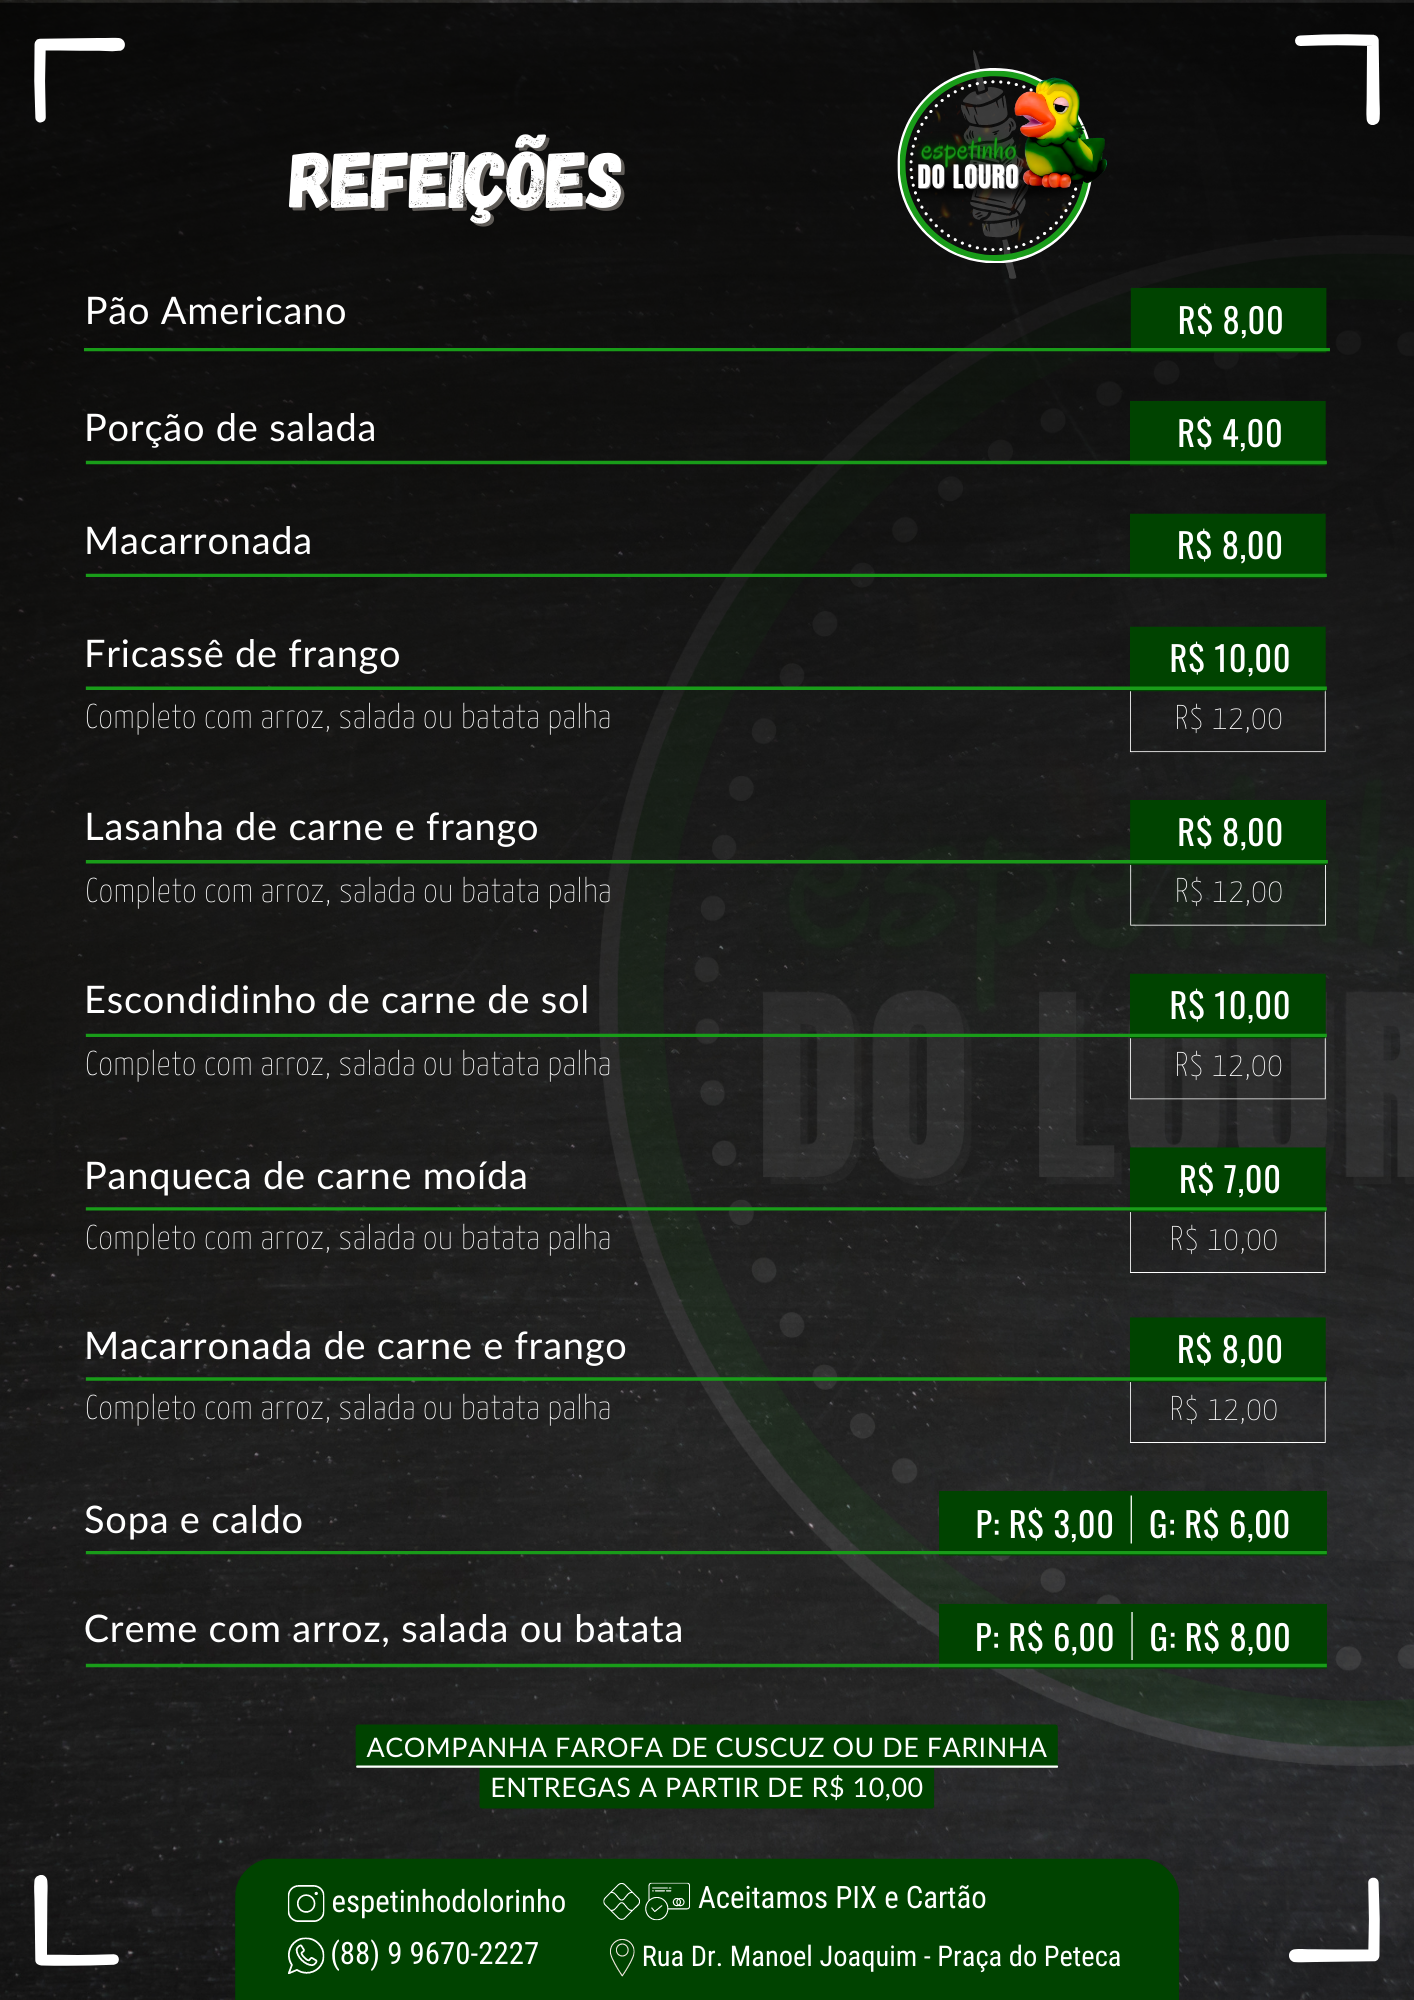 REFEIÇÕES
espetinho
DO LOURO
Pão Americano
R$ 8,00
Porção de salada
R$ 4,00
Macarronada
R$ 8,00
Fricassê de frango
R$ 10,00
Completo com arroz, salada ou batata palha
R$ 12,00
Lasanha de carne e frango
R$ 8,00
Completo com arroz, salada ou batata palha
R$ 12,00
Escondidinho de carne de sol
R$ 10,00
Completo com arroz, salada ou batata palha
R$ 12,00
Panqueca de carne moída
R$ 7,00
Completo com arroz, salada ou batata palha
R$ 10,00
Macarronada de carne e frango
R$ 8,00
Completo com arroz, salada ou batata palha
R$ 12,00
Sopa e caldo
P: R$ 3,00 G: R$ 6,00
Creme com arroz, salada ou batata
P: R$ 6,00 G: R$ 8,00
ACOMPANHA FAROFA DE CUSCUZ OU DE FARINHA
ENTREGAS A PARTIR DE R$ 10,00
espetinhodolorinho
Aceitamos PIX e Cartão
(88) 9 9670-2227
Rua Dr. Manoel Joaquim - Praça do Peteca